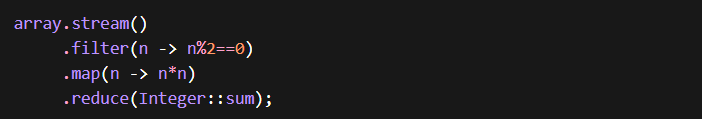 array.stream()
     .filter(n -> n%2==0)
     .map(n -> n*n)
     .reduce(Integer::sum);